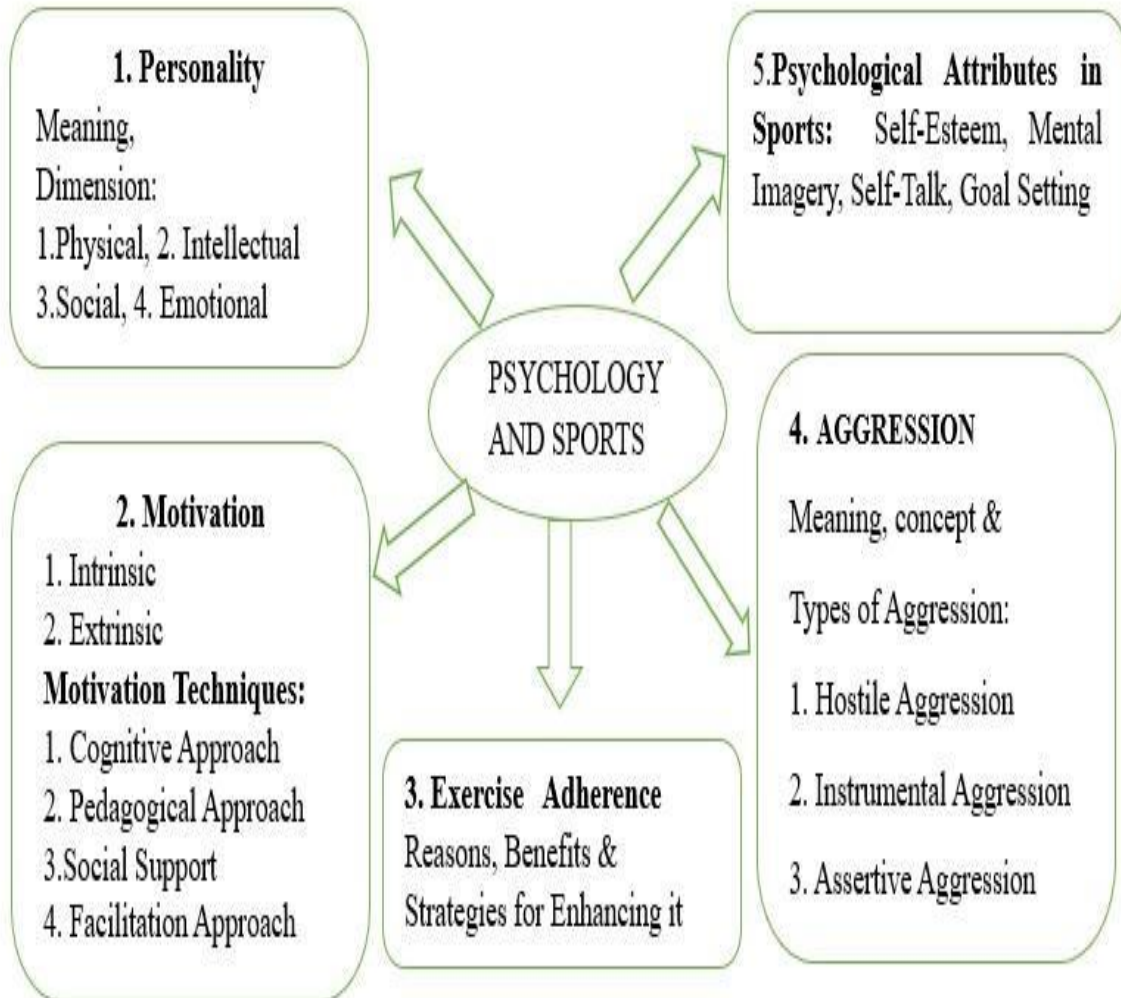 1. Personality
Meaning,
Dimension:
1.Physical, 2. Intellectual
3.Social, 4. Emotional
5.Psychological Attributes in
Sports: Self-Esteem, Mental
Imagery, Self-Talk, Goal Setting
PSYCHOLOGY
AND SPORTS
2. Motivation
1. Intrinsic
2. Extrinsic
Motivation Techniques:
1. Cognitive Approach
2. Pedagogical Approach
3.Social Support
4. Facilitation Approach
3. Exercise Adherence
Reasons, Benefits &
Strategies for Enhancing it
4. AGGRESSION
Meaning, concept &
Types of Aggression:
1. Hostile Aggression
2. Instrumental Aggression
3. Assertive Aggression